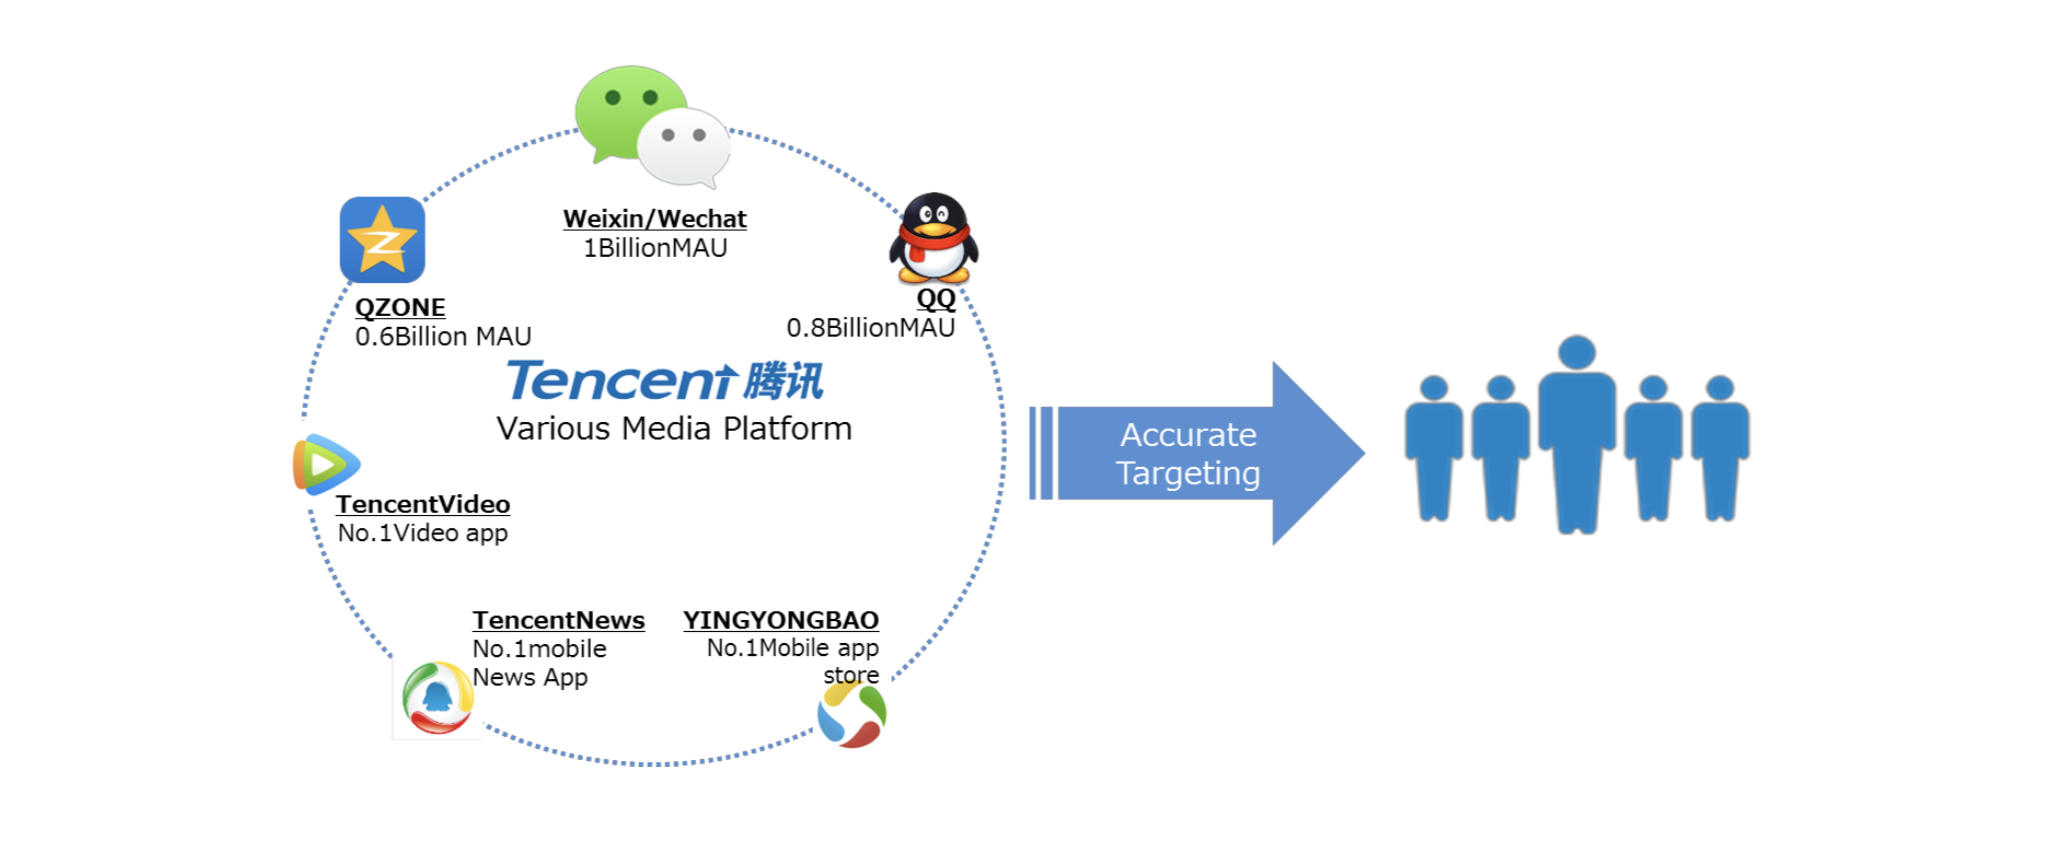 Weixin/Wechat
1BillionMAU
QZONE
0.6Billion MAU
QQ
0.8BillionMAU
Tencent 腾讯
Various Media Platform
Accurate
Targeting
TencentVideo
No.1Video app
TencentNews
No.1mobile
News App
YINGYONGBAO
No.1Mobile app
store